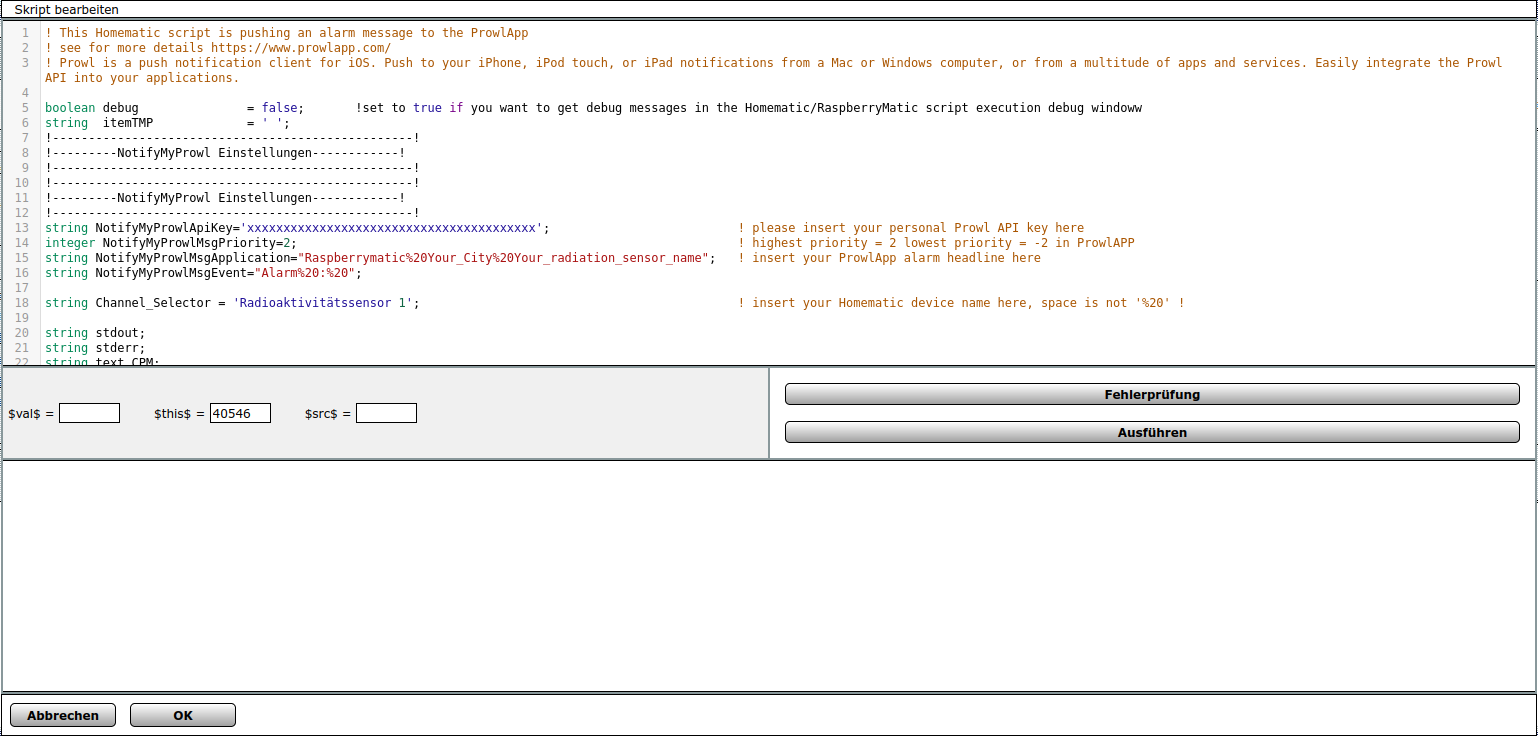 Skript bearbeiten
1 ! This Homematic script is pushing an alarm message to the ProwlApp
2 ! see for more details https://www.prowlapp.com/
3 ! Prowl is a push notification client for iOS. Push to your iPhone, iPod touch, or iPad notifications from a Mac or Windows computer, or from a multitude of apps and services. Easily integrate the Prowl
API into your applications.
4
5 boolean debug = false; !set to true if you want to get debug messages in the Homematic/RaspberryMatic script execution debug windoww
6 string itemTMP = ' ';
7 !--------------------------------------------------!
8 !---------NotifyMyProwl Einstellungen------------!
9 !--------------------------------------------------!
10 !--------------------------------------------------!
11 !---------NotifyMyProwl Einstellungen------------!
12 !--------------------------------------------------!
13 string NotifyMyProwlApiKey='xxxxxxxxxxxxxxxxxxxxxxxxxxxxxxxxxxxxxxxx'; ! please insert your personal Prowl API key here
14 integer NotifyMyProwlMsgPriority=2; ! highest priority = 2 lowest priority = -2 in ProwlAPP
15 string NotifyMyProwlMsgApplication="Raspberrymatic%20Your_City%20Your_radiation_sensor_name"; ! insert your ProwlApp alarm headline here
16 string NotifyMyProwlMsgEvent="Alarm%20:%20";
17
18 string Channel_Selector = 'Radioaktivitätssensor 1'; ! insert your Homematic device name here, space is not '%20' !
19
20 string stdout;
21 string stderr;
22 string text_CPM;
$val$ = $this$ = 40546 $src$ =
Fehlerprüfung
Ausführen
Abbrechen OK